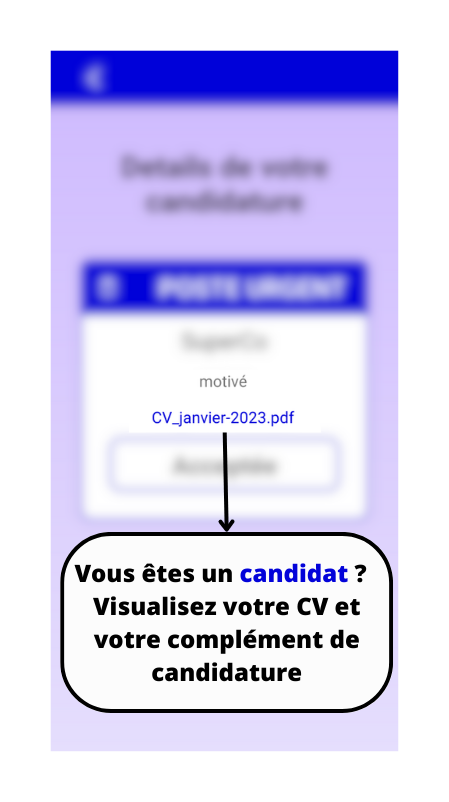 Details de votre
candidature
POSTE URGENT
SuperCo
motivé
CV_janvier-2023.pdf
Acceptée
Vous êtes un candidat ?
Visualisez votre CV et
votre complément de
candidature